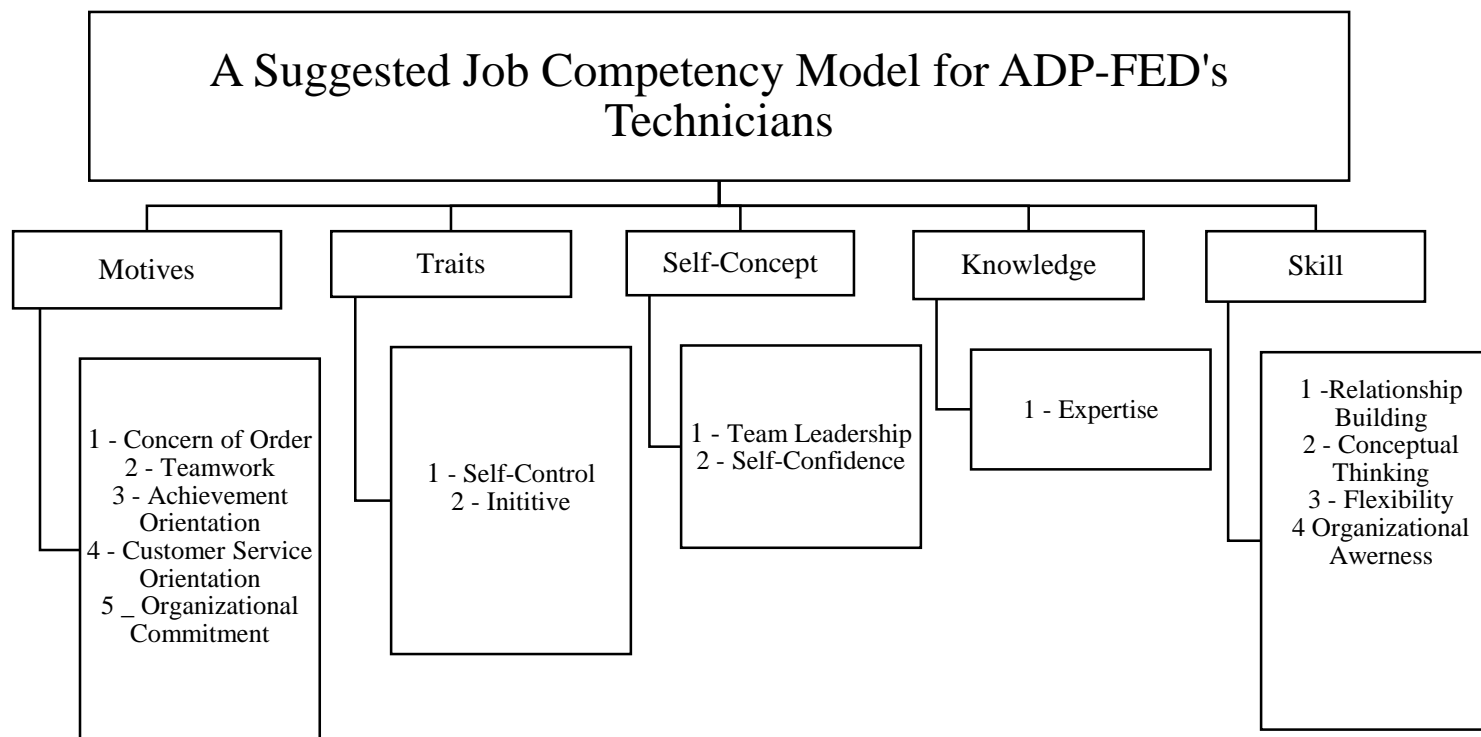 A Suggested Job Competency Model for ADP-FED's
Technicians
Motives
Traits
Self-Concept
Knowledge
Skill
1 - Concern of Order
2 - Teamwork
3 - Achievement
Orientation
4 - Customer Service
Orientation
5 _ Organizational
Commitment
1 - Self-Control
2 - Inititive
1 - Team Leadership
2 - Self-Confidence
1 - Expertise
1 -Relationship
Building
2 - Conceptual
Thinking
3 - Flexibility
4 Organizational
Awerness